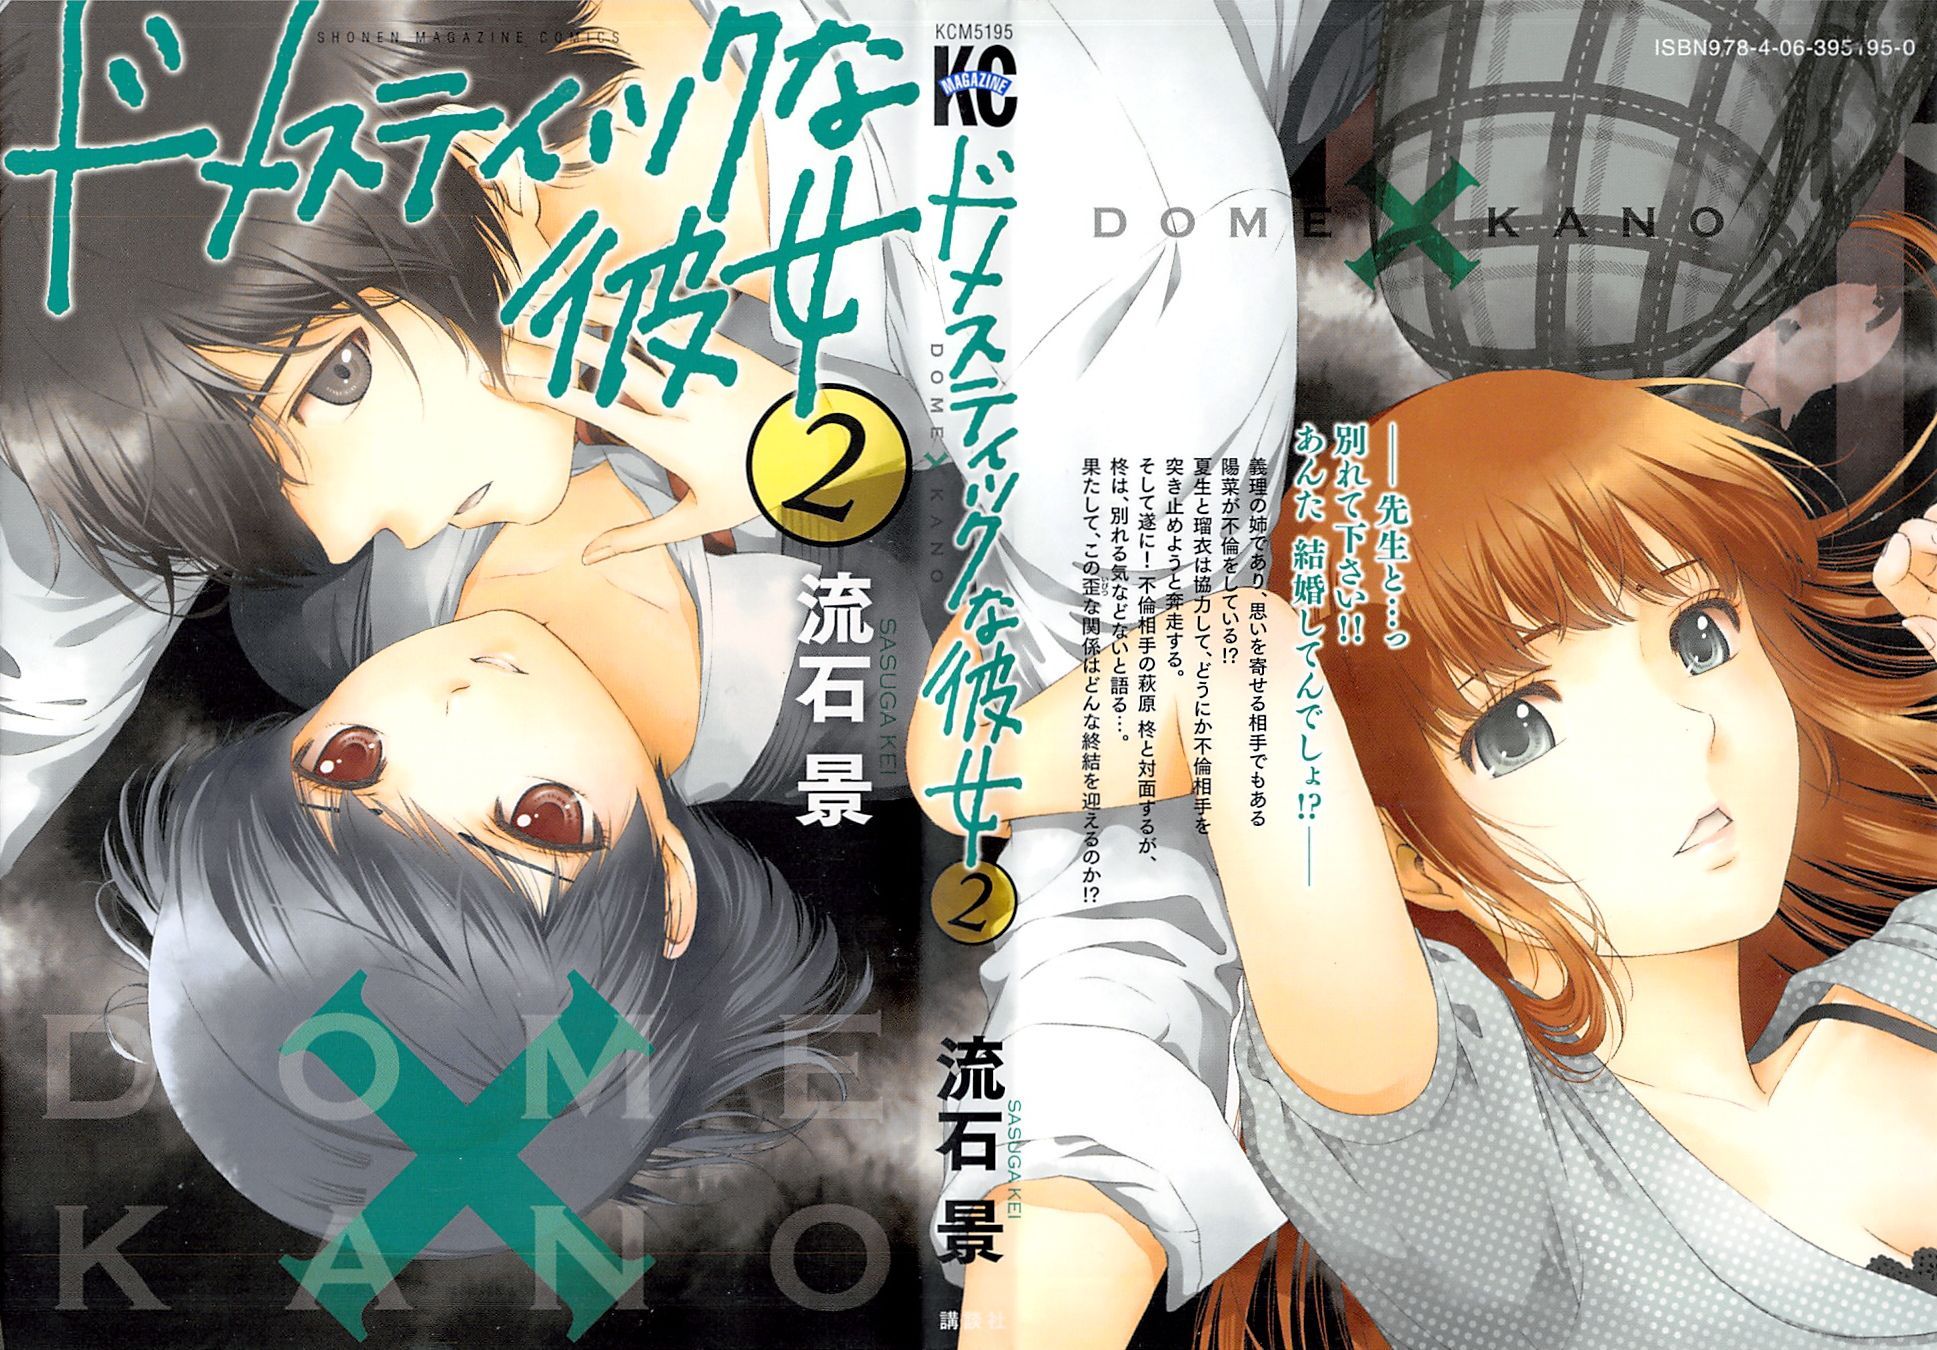 SHONEN MAGAZINE COMICS
ドメスティックな
彼女
2
流石 景
SASUGA KEI
DOME
×
KANO
KCM5195
KC
MAGAZINE
ドメスティックな彼女
DOME×KANO
2
流石 景
SASUGA KEI
講談社
ISBN978-4-06-395195-0
DOME×KANO
――先生と…っ
別れて下さい!!
あんた 結婚してんでしょ!?――
義理の姉であり、思いを寄せる相手でもある
陽菜が不倫をしている!?
夏生と瑠衣は協力して、どうにか不倫相手を
突き止めようと奔走する。
そして遂に! 不倫相手の萩原 柊と対面するが、
柊は、別れる気などないと語る…。
果たして、この歪な関係はどんな終結を迎えるのか!?
いびつ